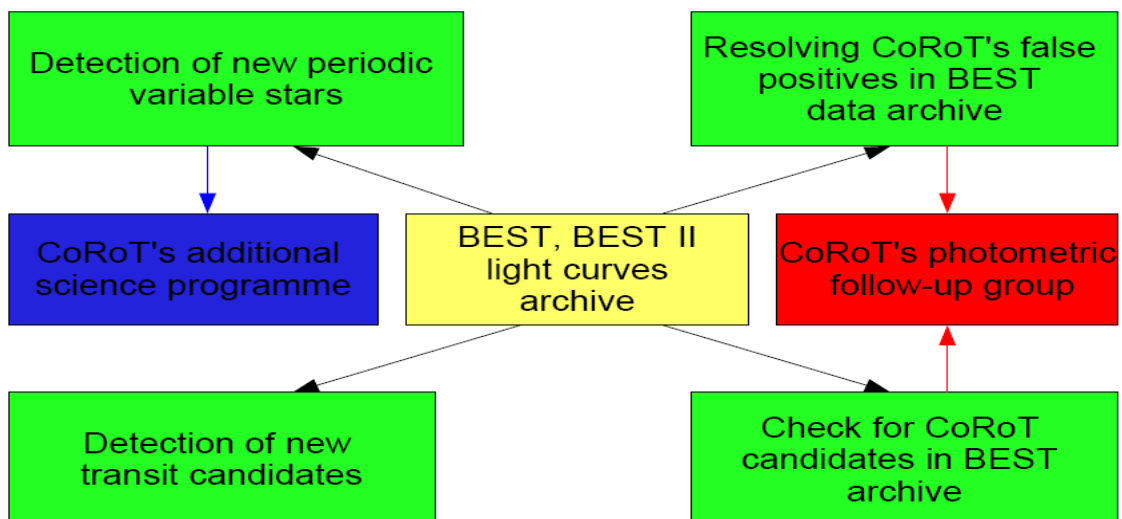 Detection of new periodic
variable stars
Resolving CoRoT's false
positives in BEST
data archive
CoRoT's additional
science programme
BEST, BEST II
light curves
archive
CoRoT's photometric
follow-up group
Detection of new
transit candidates
Check for CoRoT
candidates in BEST
archive